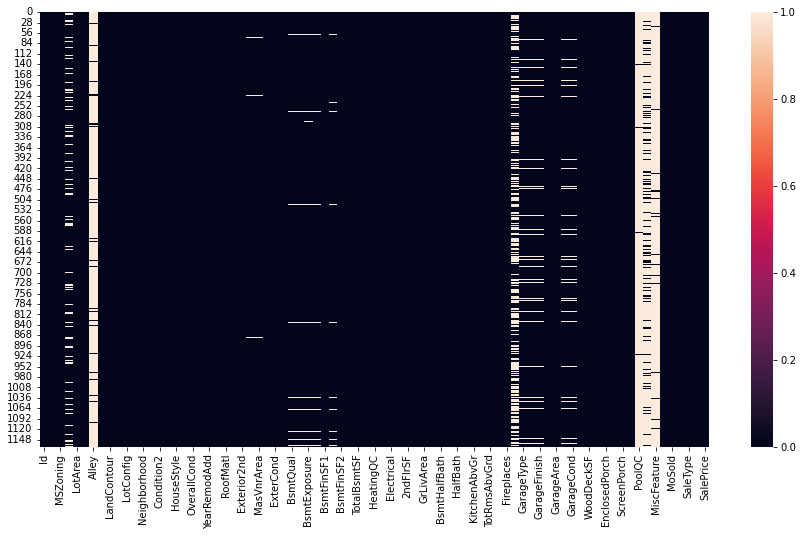 0
28
56
84
112
140
168
196
224
252
280
308
336
364
392
420
448
476
504
532
560
588
616
644
672
700
728
756
784
812
840
868
896
924
952
980
1008
1036
1064
1092
1120
1148
Id
MSZoning
LotArea
Alley
LandContour
LotConfig
Neighborhood
Condition2
HouseStyle
OverallCond
YearRemodAdd
RoofMatl
Exterior2nd
MasVnrArea
ExterCond
BsmtQual
BsmtExposure
BsmtFinSF1
BsmtFinSF2
TotalBsmtSF
HeatingQC
Electrical
2ndFlrSF
GrLivArea
BsmtHalfBath
HalfBath
KitchenAbvGr
TotRmsAbvGrd
Fireplaces
GarageType
GarageFinish
GarageArea
GarageCond
WoodDeckSF
EnclosedPorch
ScreenPorch
PoolQC
MiscFeature
MoSold
SaleType
SalePrice
1.0
0.8
0.6
0.4
0.2
0.0